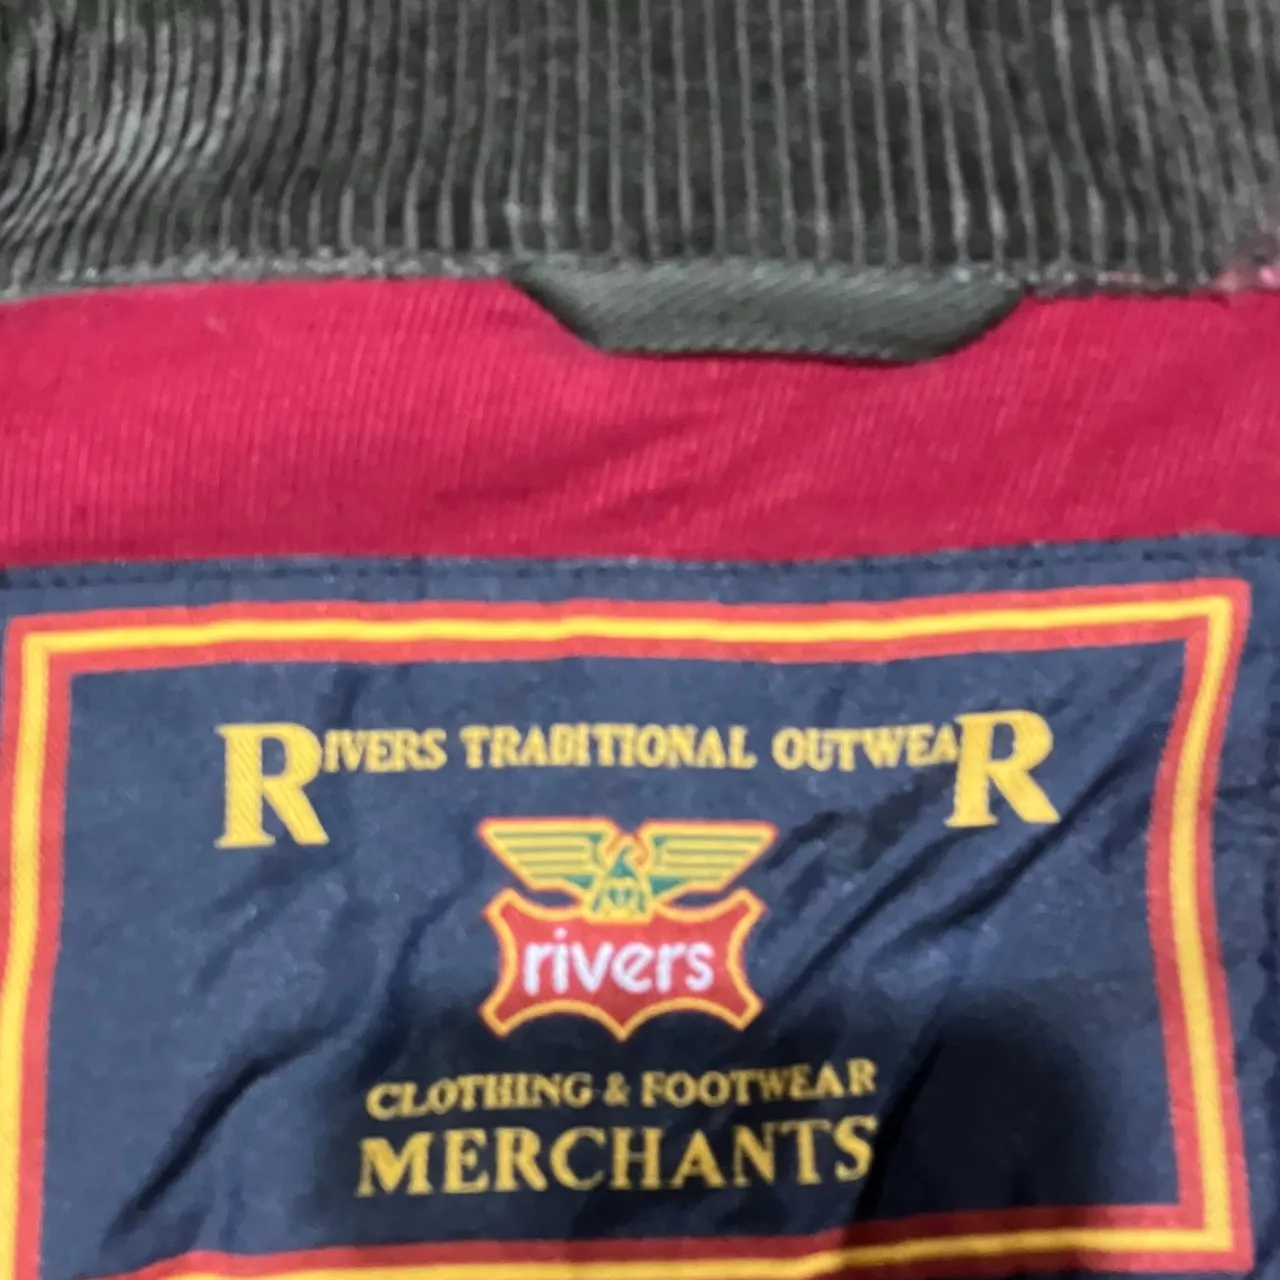 RIVERS TRADITIONAL OUTWEAR
rivers
CLOTHING & FOOTWEAR
MERCHANTS